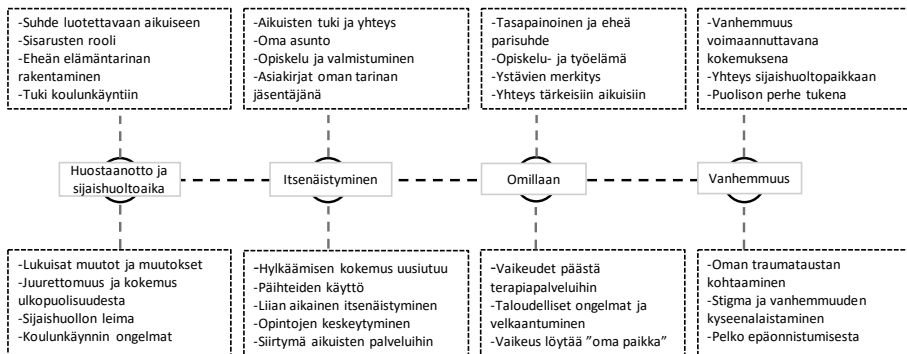 -Suhde luotettavaan aikuiseen
-Sisarusten rooli
-Eheän elämäntarinan
rakentaminen
-Tuki koulunkäyntiin
-Aikuisten tuki ja yhteys
-Oma asunto
-Opiskelu ja valmistuminen
-Asiakirjat oman tarinan
jäsentäjänä
-Tasapainoinen ja eheä
parisuhde
-Opiskelu- ja työelämä
-Ystävien merkitys
-Yhteys tärkeisiin aikuisiin
-Vanhemmuus
voimaannuttavana
kokemuksena
-Yhteys sijaishuoltopaikkaan
-Puolison perhe tukena
Huostaanotto ja
sijaishuoltoaika
Itsenäistyminen
Omillaan
Vanhemmuus
-Lukuisat muutot ja muutokset
-Juurettomuus ja kokemus
ulkopuolisuudesta
-Sijaishuollon leima
-Koulunkäynnin ongelmat
-Hylkäämisen kokemus uusiutuu
-Päihteiden käyttö
-Liian aikainen itsenäistyminen
-Opintojen keskeytyminen
-Siirtymä aikuisten palveluihin
-Vaikeudet päästä
terapiapalveluihin
-Taloudelliset ongelmat ja
velkaantuminen
-Vaikeus löytää ”oma paikka”
-Oman traumataustan
kohtaaminen
-Stigma ja vanhemmuuden
kyseenalaistaminen
-Pelko epäonnistumisesta